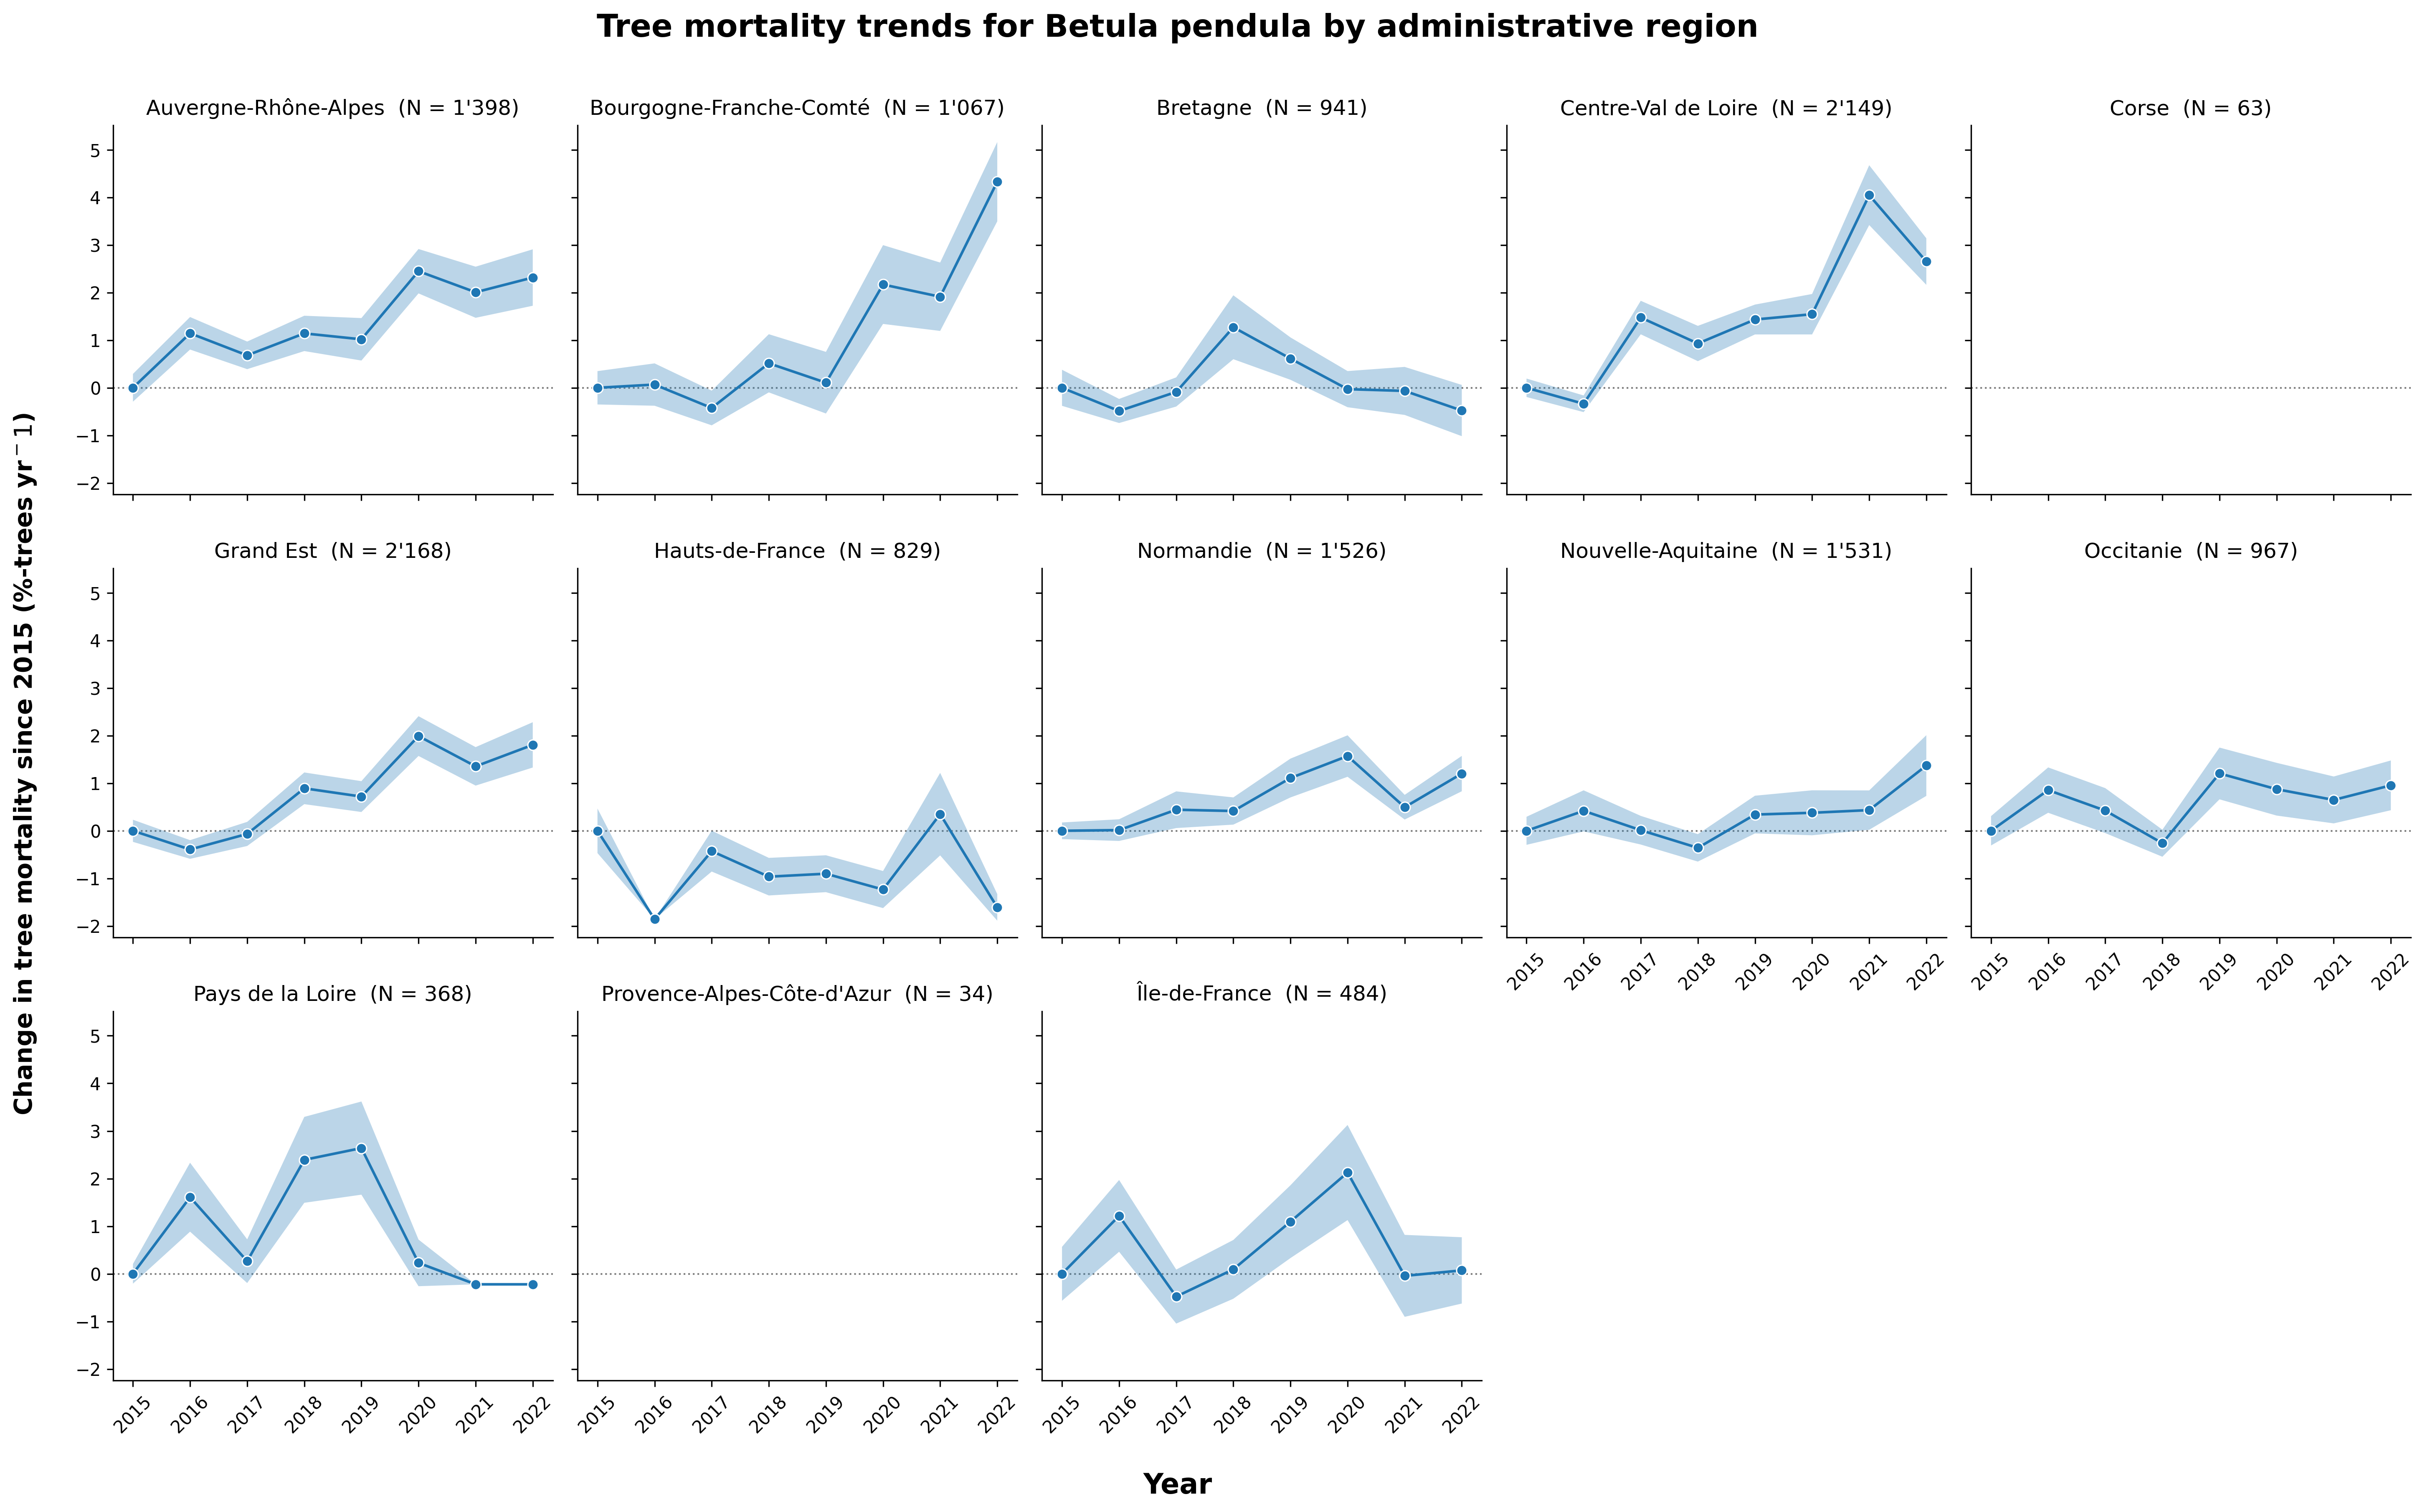 Tree mortality trends for Betula pendula by administrative region
Change in tree mortality since 2015 (%-trees yr⁻1)
Auvergne-Rhône-Alpes (N = 1'398)
Bourgogne-Franche-Comté (N = 1'067)
Bretagne (N = 941)
Centre-Val de Loire (N = 2'149)
Corse (N = 63)
5
4
3
2
1
0
−1
−2
Grand Est (N = 2'168)
Hauts-de-France (N = 829)
Normandie (N = 1'526)
Nouvelle-Aquitaine (N = 1'531)
Occitanie (N = 967)
5
4
3
2
1
0
−1
−2
2015 2016 2017 2018 2019 2020 2021 2022
2015 2016 2017 2018 2019 2020 2021 2022
Pays de la Loire (N = 368)
Provence-Alpes-Côte-d'Azur (N = 34)
Île-de-France (N = 484)
5
4
3
2
1
0
−1
−2
2015 2016 2017 2018 2019 2020 2021 2022
2015 2016 2017 2018 2019 2020 2021 2022
2015 2016 2017 2018 2019 2020 2021 2022
Year